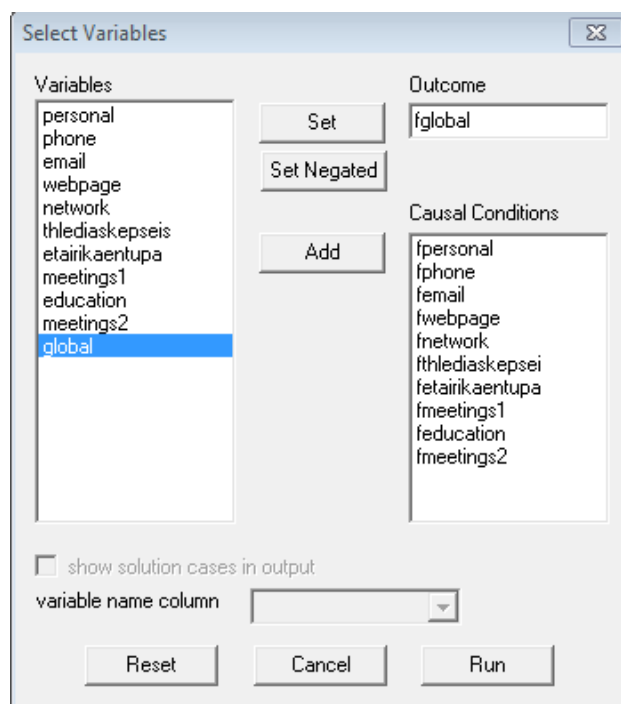 Select Variables
Variables
personal
phone
email
webpage
network
thlediaskepseis
etairikaentupa
meetings1
education
meetings2
global
Set
Set Negated
Add
Outcome
fglobal
Causal Conditions
fpersonal
fphone
femail
fwebpage
fnetwork
fthlediaskepsei
fetairikaentupa
fmeetings1
feducation
fmeetings2
show solution cases in output
variable name column
Reset Cancel Run